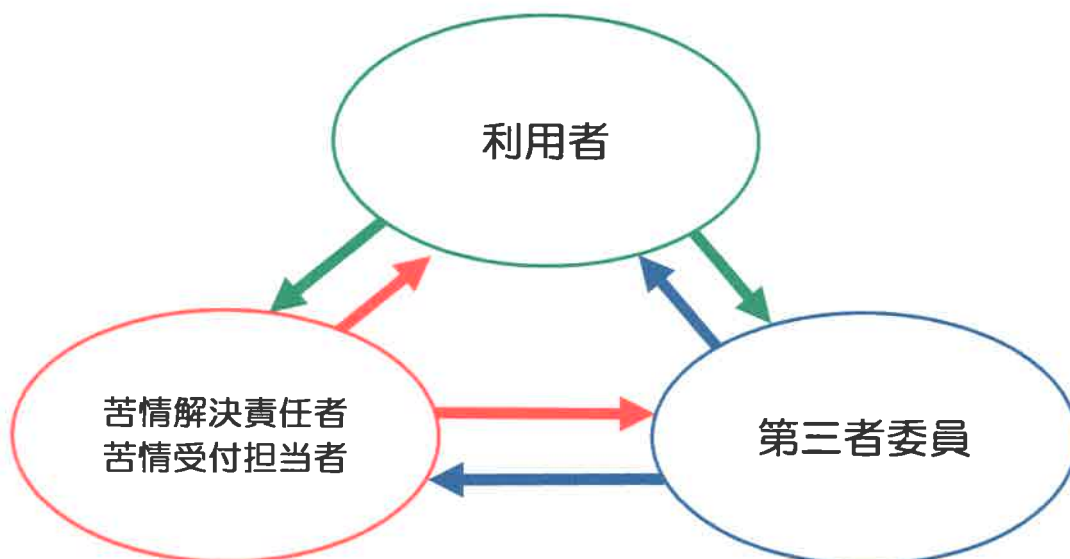 利用者
苦情解決責任者
苦情受付担当者
第三者委員